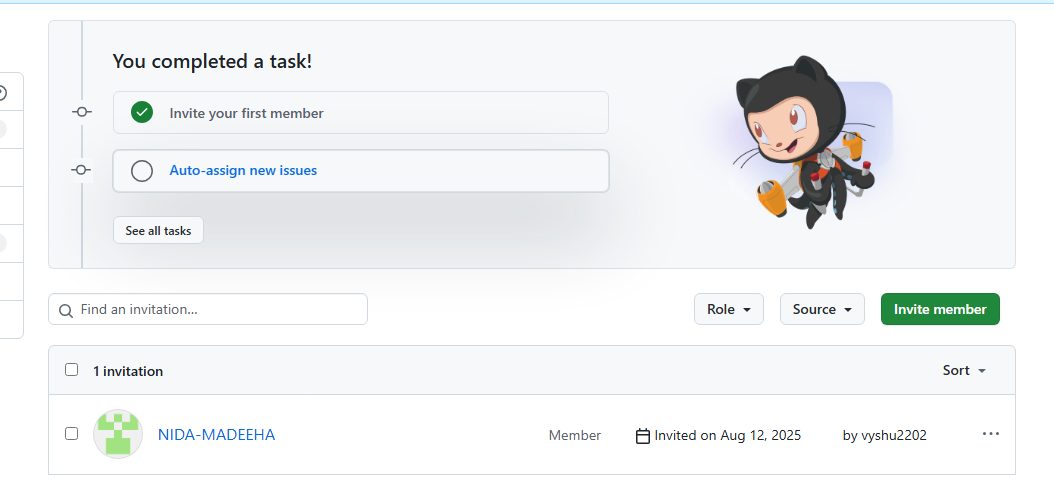 You completed a task!
Invite your first member
Auto-assign new issues
See all tasks
Find an invitation...
Role
Source
Invite member
1 invitation
Sort
NIDA-MADEEHA
Member
Invited on Aug 12, 2025
by vyshu2202